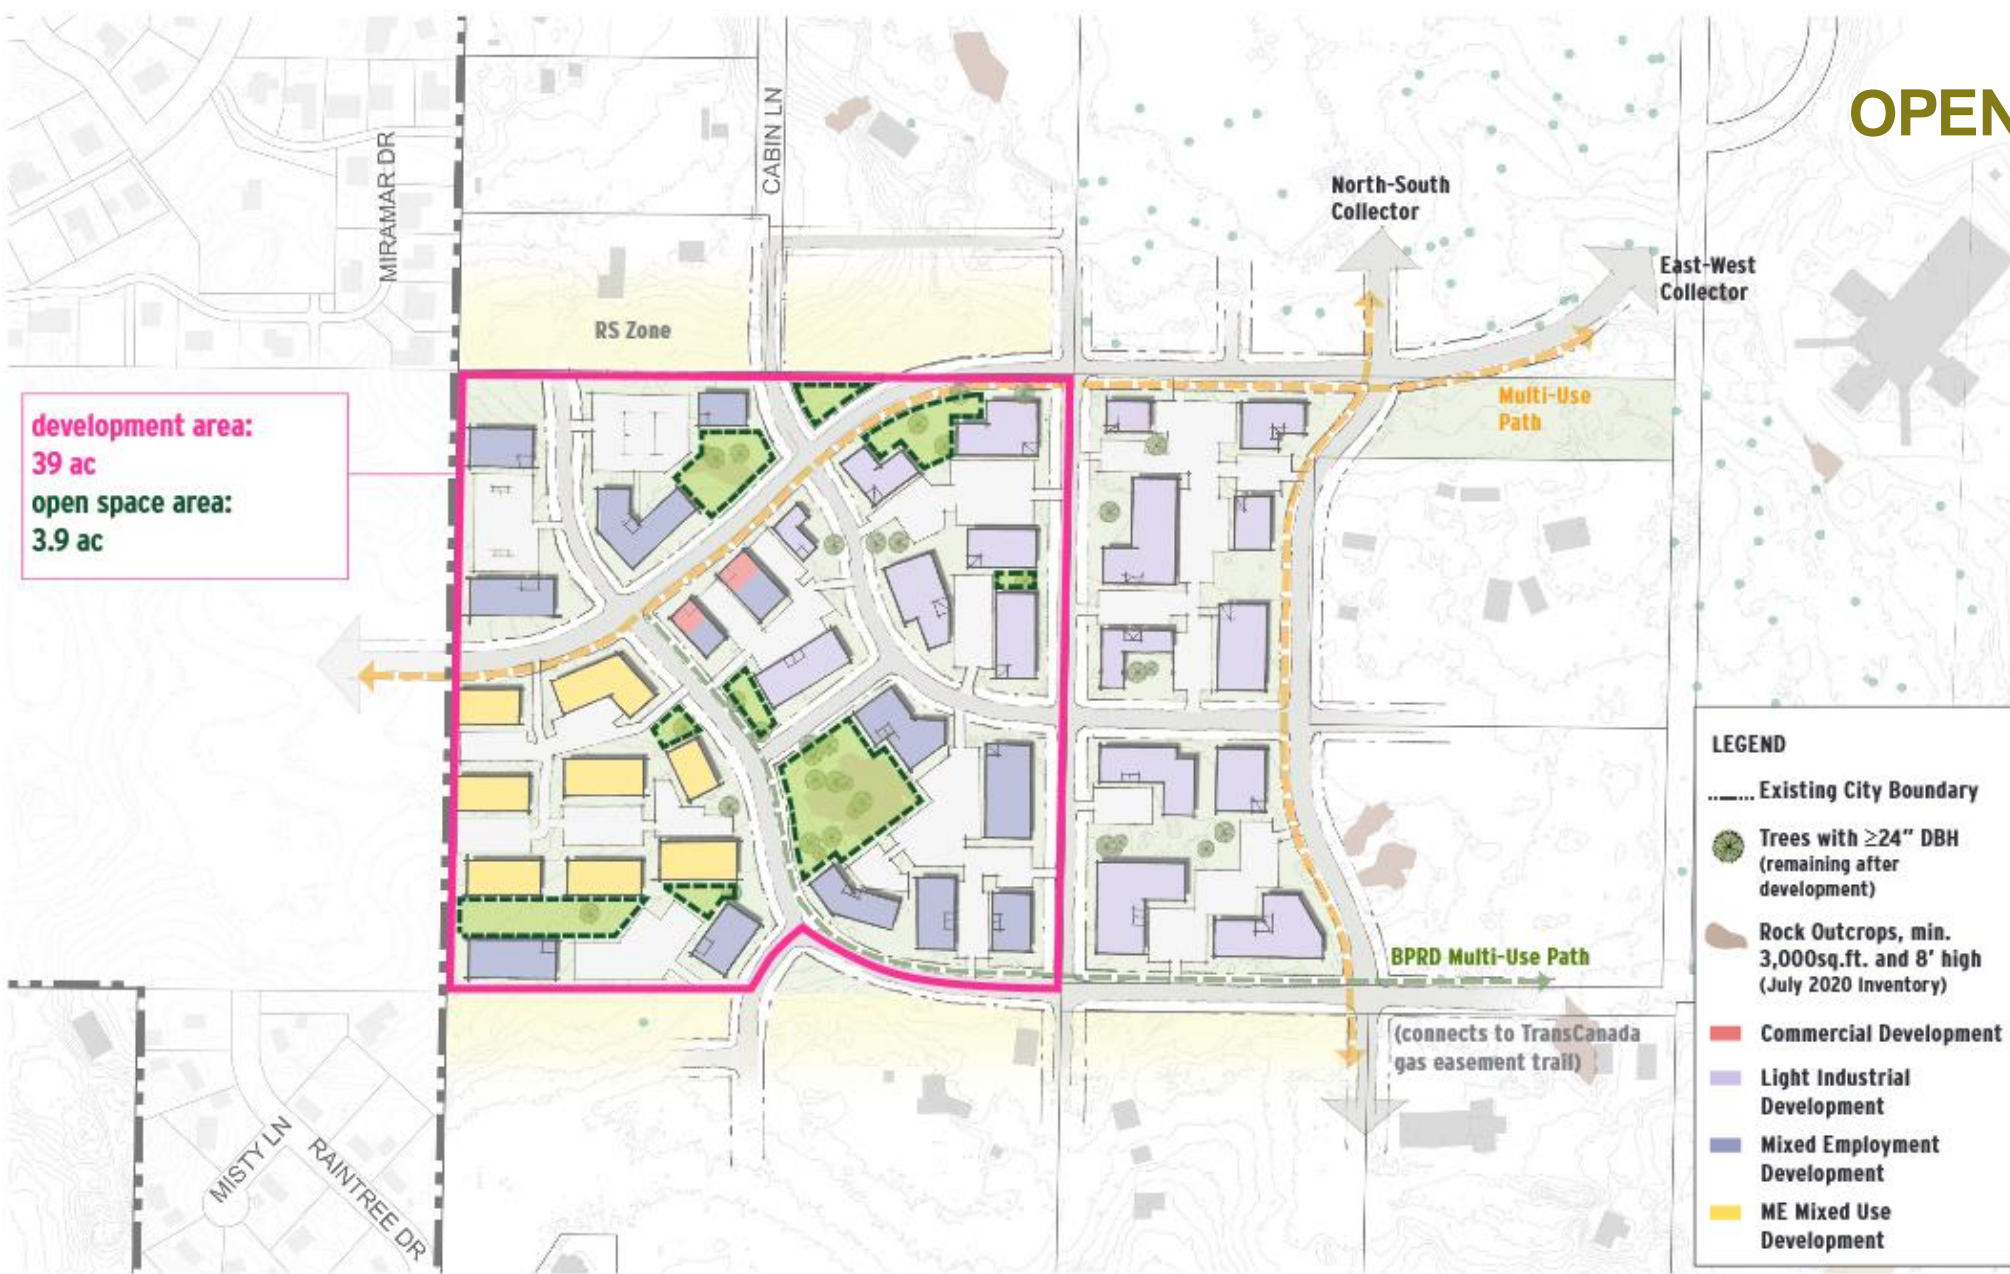 OPEN
MIRAMAR DR
CABIN LN
North-South
Collector
East-West
Collector
RS Zone
Multi-Use
Path
development area:
39 ac
open space area:
3.9 ac
BPRD Multi-Use Path
(connects to TransCanada
gas easement trail)
MISTY LN
RAINTREE DR
LEGEND
Existing City Boundary
Trees with ≥24" DBH
(remaining after
development)
Rock Outcrops, min.
3,000sq.ft. and 8' high
(July 2020 Inventory)
Commercial Development
Light Industrial
Development
Mixed Employment
Development
ME Mixed Use
Development